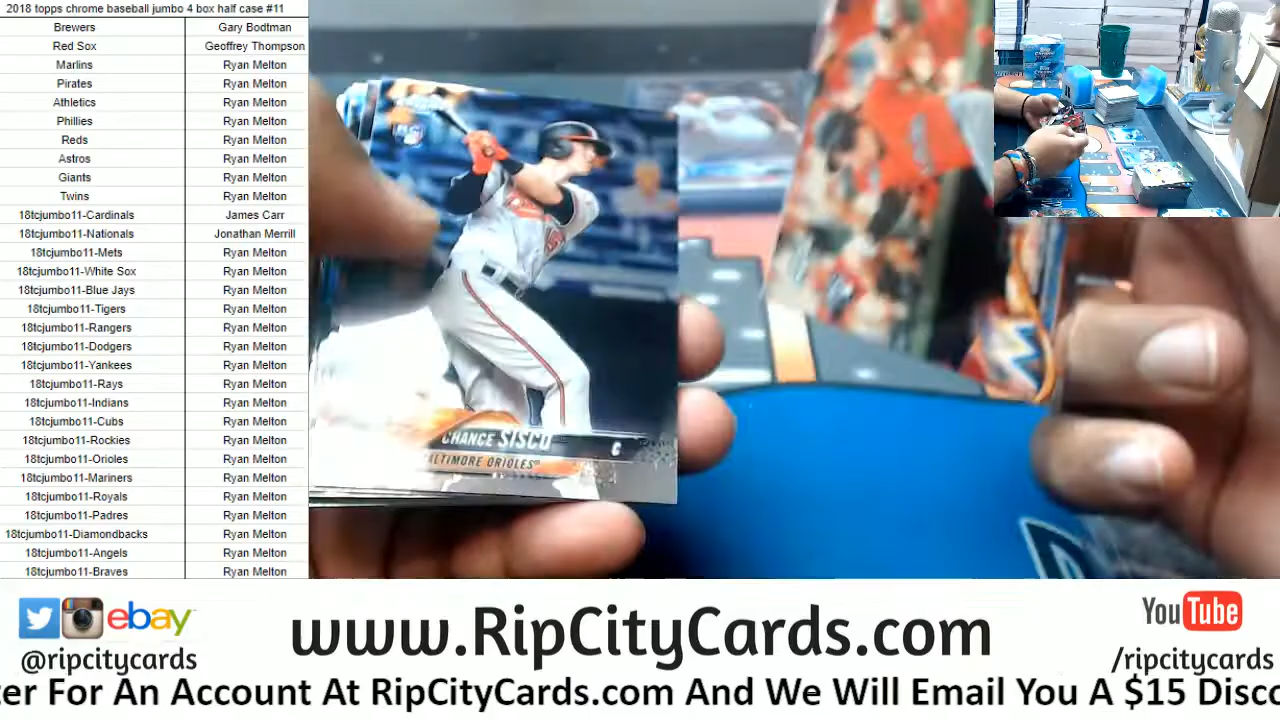 2018 topps chrome baseball jumbo 4 box half case #11
Brewers Gary Bodtman
Red Sox Geoffrey Thompson
Marlins Ryan Melton
Pirates Ryan Melton
Athletics Ryan Melton
Phillies Ryan Melton
Reds Ryan Melton
Astros Ryan Melton
Giants Ryan Melton
Twins Ryan Melton
18tcjumbo11-Cardinals James Carr
18tcjumbo11-Nationals Jonathan Merrill
18tcjumbo11-Mets Ryan Melton
18tcjumbo11-White Sox Ryan Melton
18tcjumbo11-Blue Jays Ryan Melton
18tcjumbo11-Tigers Ryan Melton
18tcjumbo11-Rangers Ryan Melton
18tcjumbo11-Dodgers Ryan Melton
18tcjumbo11-Yankees Ryan Melton
18tcjumbo11-Rays Ryan Melton
18tcjumbo11-Indians Ryan Melton
18tcjumbo11-Cubs Ryan Melton
18tcjumbo11-Rockies Ryan Melton
18tcjumbo11-Orioles Ryan Melton
18tcjumbo11-Mariners Ryan Melton
18tcjumbo11-Royals Ryan Melton
18tcjumbo11-Padres Ryan Melton
18tcjumbo11-Diamondbacks Ryan Melton
18tcjumbo11-Angels Ryan Melton
18tcjumbo11-Braves Ryan Melton
CHANCE SISCO C
BALTIMORE ORIOLES
ebay
@ripcitycards
www.RipCityCards.com
YouTube
/ripcitycards
ter For An Account At RipCityCards.com And We Will Email You A $15 Disco